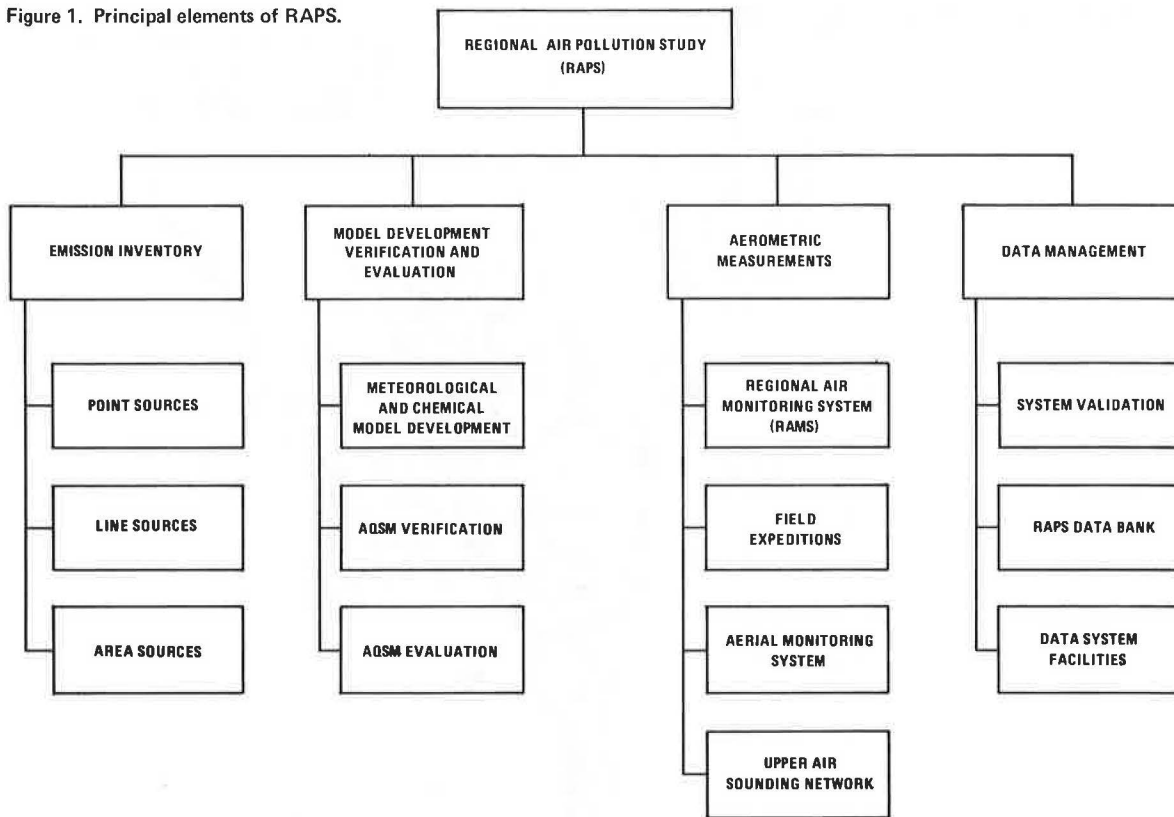 Figure 1. Principal elements of RAPS.
REGIONAL AIR POLLUTION STUDY
(RAPS)
EMISSION INVENTORY
POINT SOURCES
LINE SOURCES
AREA SOURCES
MODEL DEVELOPMENT
VERIFICATION AND
EVALUATION
METEOROLOGICAL
AND CHEMICAL
MODEL DEVELOPMENT
AQSM VERIFICATION
AQSM EVALUATION
AEROMETRIC
MEASUREMENTS
REGIONAL AIR
MONITORING SYSTEM
(RAMS)
FIELD
EXPEDITIONS
AERIAL MONITORING
SYSTEM
UPPER AIR
SOUNDING NETWORK
DATA MANAGEMENT
SYSTEM VALIDATION
RAPS DATA BANK
DATA SYSTEM
FACILITIES